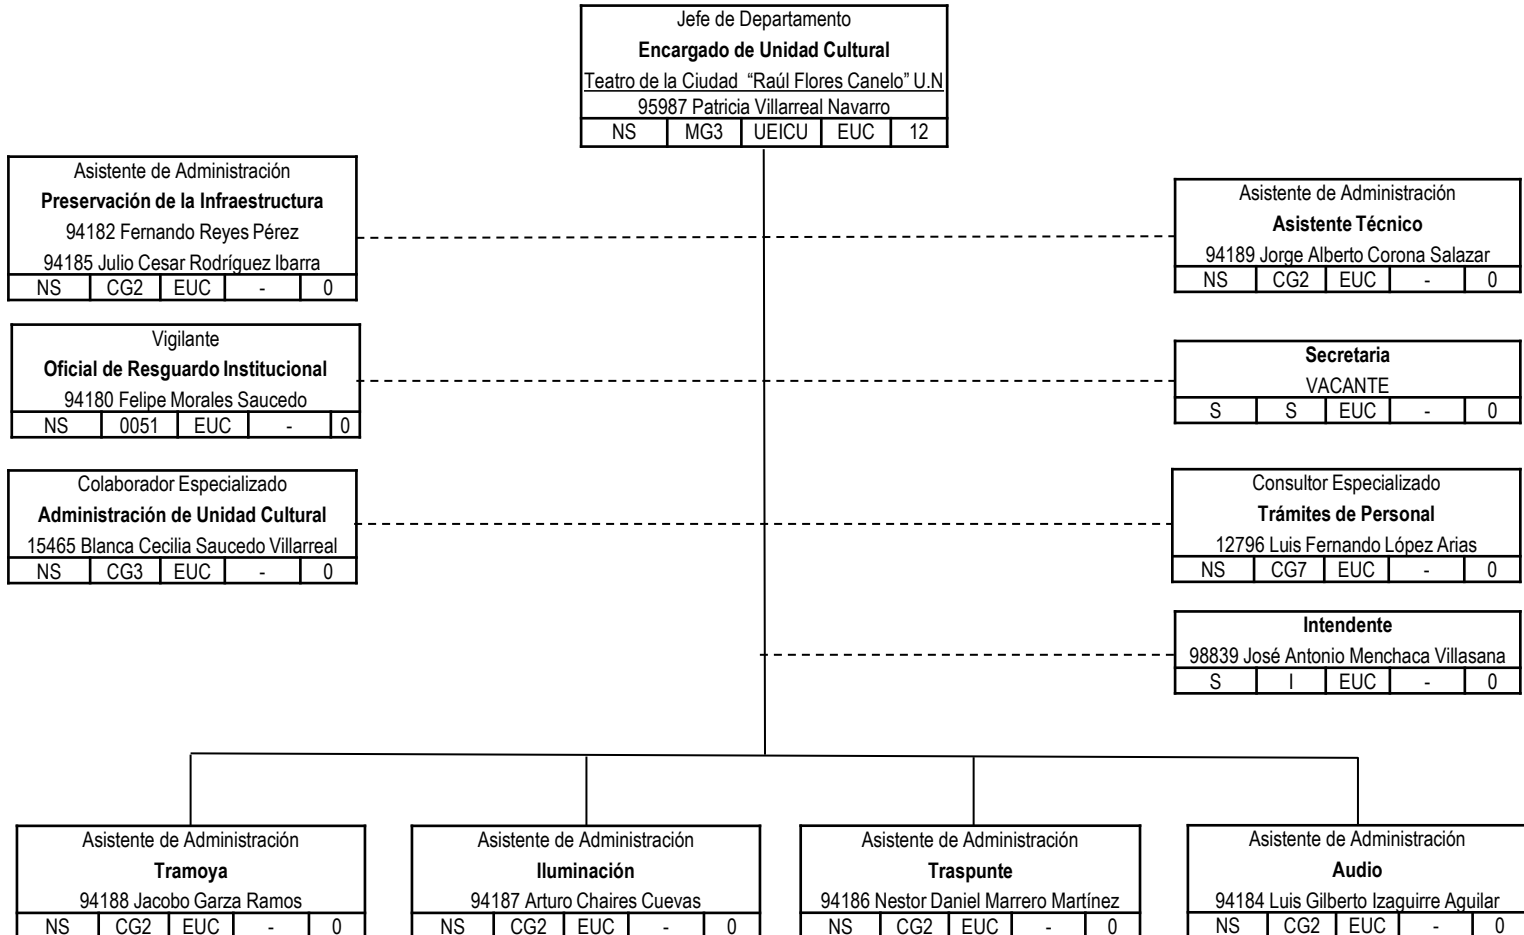 Jefe de Departamento
Encargado de Unidad Cultural
Teatro de la Ciudad “Raúl Flores Canelo” U.N
95987 Patricia Villarreal Navarro
NS MG3 UEICU EUC 12
Asistente de Administración
Preservación de la Infraestructura
94182 Fernando Reyes Pérez
94185 Julio Cesar Rodríguez Ibarra
NS CG2 EUC - 0
Asistente de Administración
Asistente Técnico
94189 Jorge Alberto Corona Salazar
NS CG2 EUC - 0
Vigilante
Oficial de Resguardo Institucional
94180 Felipe Morales Saucedo
NS 0051 EUC - 0
Secretaria
VACANTE
S S EUC - 0
Colaborador Especializado
Administración de Unidad Cultural
15465 Blanca Cecilia Saucedo Villarreal
NS CG3 EUC - 0
Consultor Especializado
Trámites de Personal
12796 Luis Fernando López Arias
NS CG7 EUC - 0
Intendente
98839 José Antonio Menchaca Villasana
S I EUC - 0
Asistente de Administración
Tramoya
94188 Jacobo Garza Ramos
NS CG2 EUC - 0
Asistente de Administración
Iluminación
94187 Arturo Chaires Cuevas
NS CG2 EUC - 0
Asistente de Administración
Traspunte
94186 Nestor Daniel Marrero Martínez
NS CG2 EUC - 0
Asistente de Administración
Audio
94184 Luis Gilberto Izaguirre Aguilar
NS CG2 EUC - 0